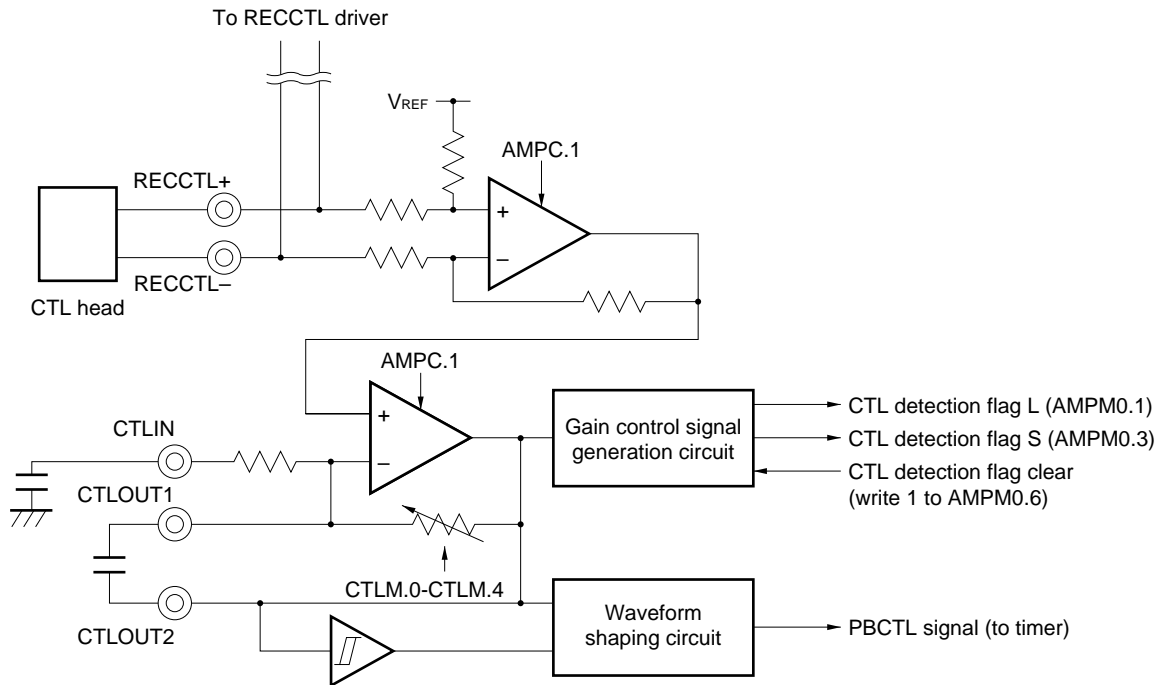 To RECCTL driver
VREF
AMPC.1
RECCTL+
+
–
RECCTL–
CTL head
AMPC.1
+
–
CTLIN
CTLOUT1
CTLM.0-CTLM.4
CTLOUT2
Gain control signal
generation circuit
CTL detection flag L (AMPM0.1)
CTL detection flag S (AMPM0.3)
CTL detection flag clear
(write 1 to AMPM0.6)
Waveform
shaping circuit
PBCTL signal (to timer)